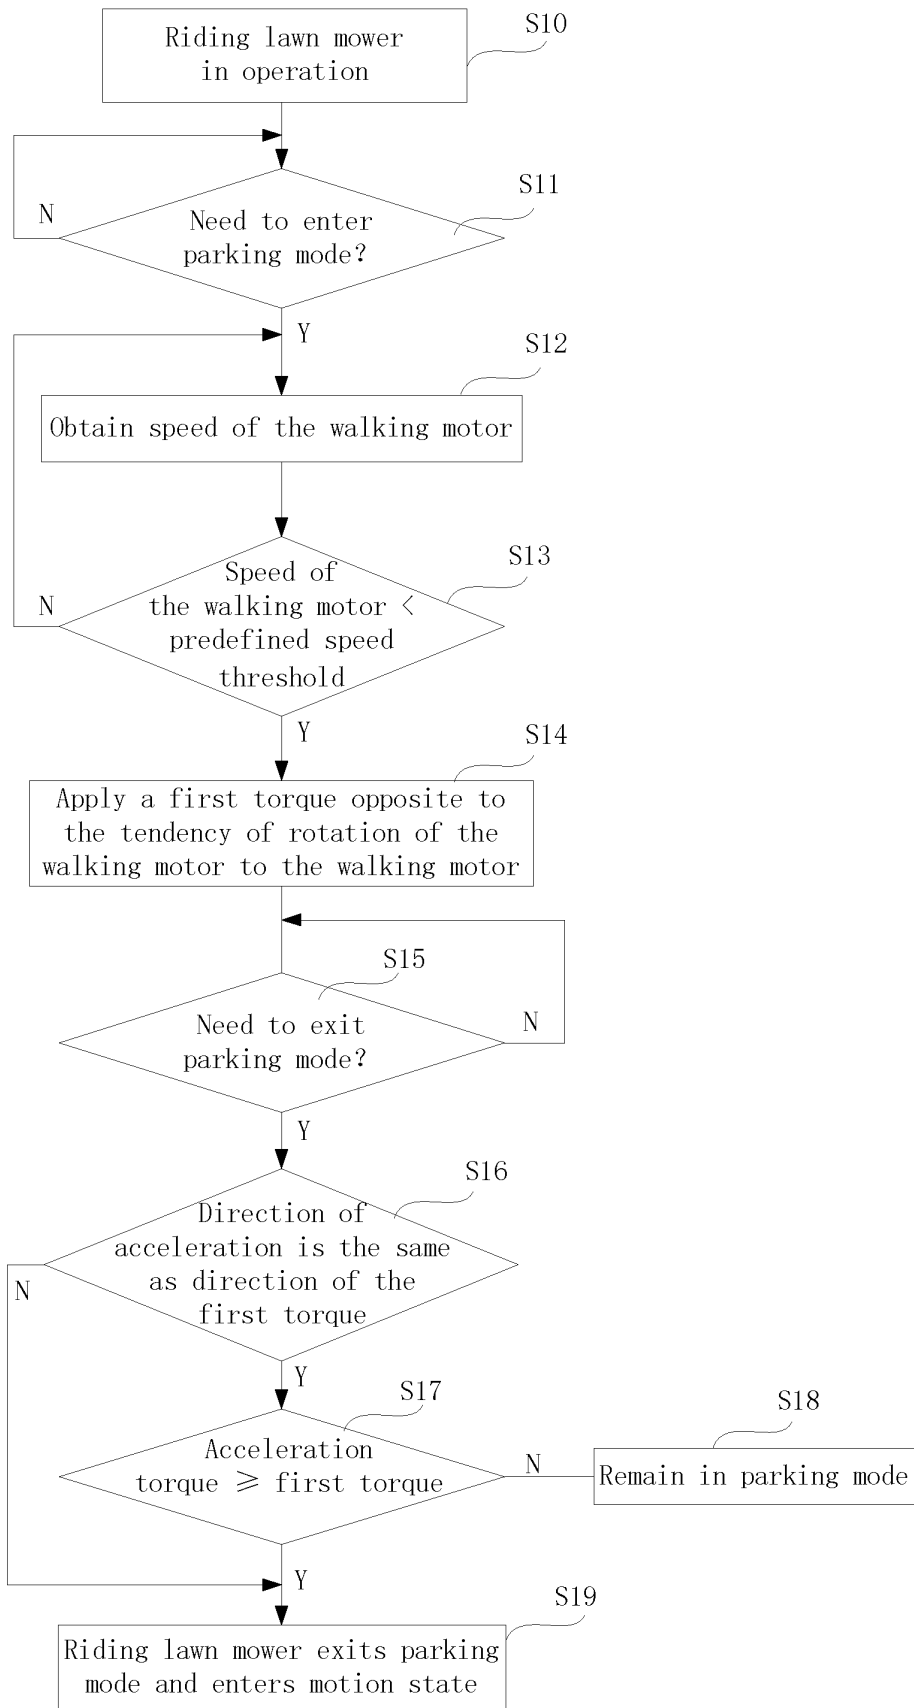 Riding lawn mower
in operation
S10
S11
N
Need to enter
parking mode?
Y
S12
Obtain speed of the walking motor
S13
Speed of
the walking motor <
predefined speed
threshold
N
Y
S14
Apply a first torque opposite to
the tendency of rotation of the
walking motor to the walking motor
S15
Need to exit
parking mode?
N
Y
S16
Direction of
acceleration is the same
as direction of the
first torque
N
Y
S17
Acceleration
torque ≥ first torque
N
S18
Remain in parking mode
Y
S19
Riding lawn mower exits parking
mode and enters motion state